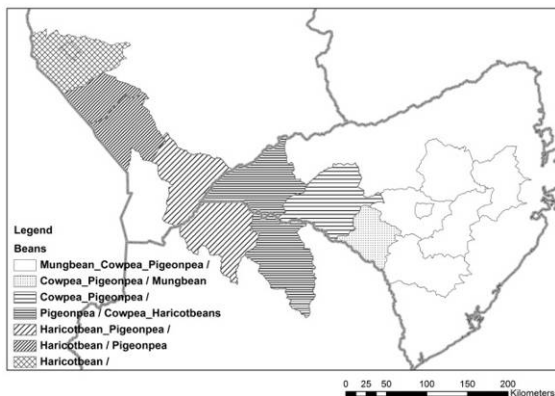 Legend
Beans
Mungbean_Cowpea_Pigeonpea /
Cowpea_Pigeonpea / Mungbean
Cowpea_Pigeonpea /
Pigeonpea / Cowpea_Haricotbeans
Haricotbean_Pigeonpea /
Haricotbean / Pigeonpea
Haricotbean /
0 25 50 100 150 200
Kilometers